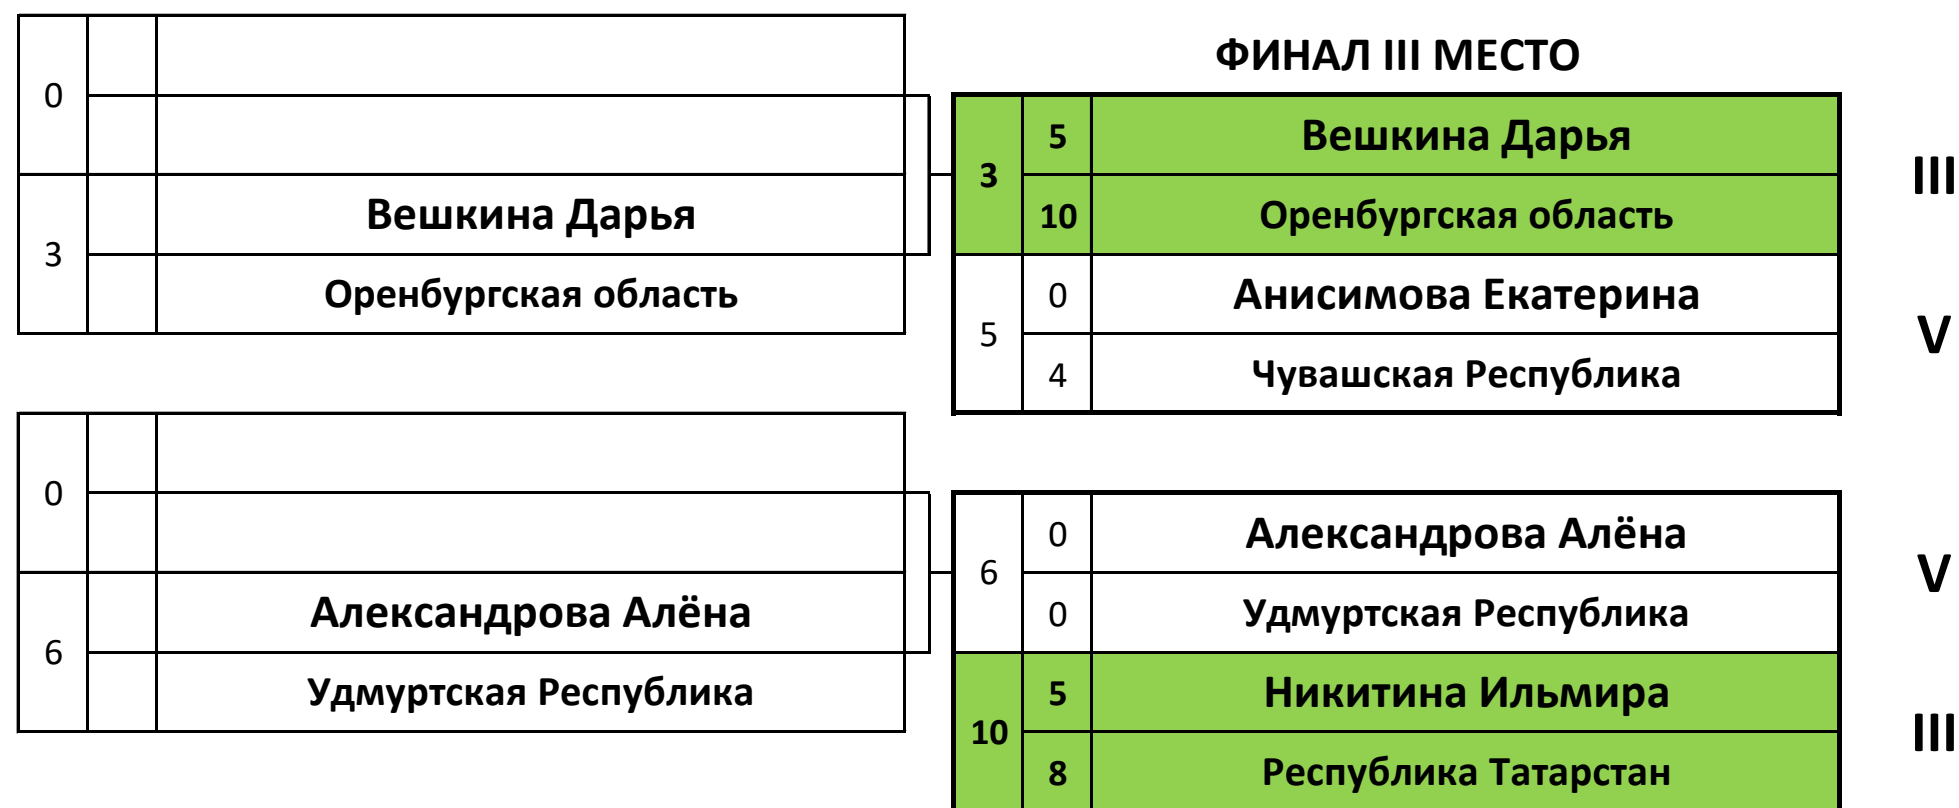 ФИНАЛ III МЕСТО
0
3
Вешкина Дарья
Оренбургская область
3
5
Вешкина Дарья
10
Оренбургская область
III
5
0
Анисимова Екатерина
4
Чувашская Республика
V
0
6
Александрова Алёна
Удмуртская Республика
6
0
Александрова Алёна
0
Удмуртская Республика
V
10
5
Никитина Ильмира
8
Республика Татарстан
III